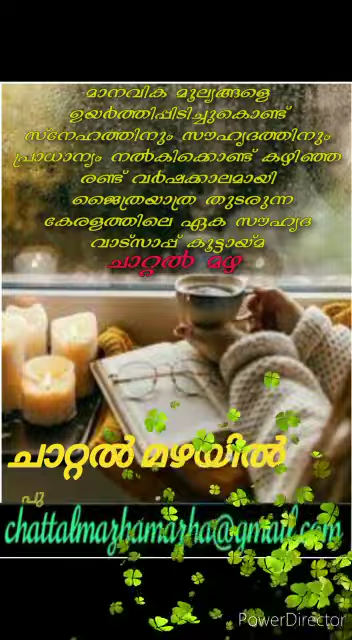 മാനവിക മൂല്യങ്ങളെ
ഉയർത്തിപ്പിടിച്ചുകൊണ്ട്
സ്നേഹത്തിനും സൗഹൃദത്തിനും
പ്രാധാന്യം നൽകിക്കൊണ്ട് കഴിഞ്ഞ
രണ്ട് വർഷക്കാലമായി
ജൈത്രയാത്ര തുടരുന്ന
കേരളത്തിലെ ഏക സൗഹൃദ
വാട്സാപ്പ് കൂട്ടായ്മ
ചാറ്റൽ മഴ
ചാറ്റൽ മഴയിൽ
പു
chattalmazhamazha@gmail.com
PowerDirector